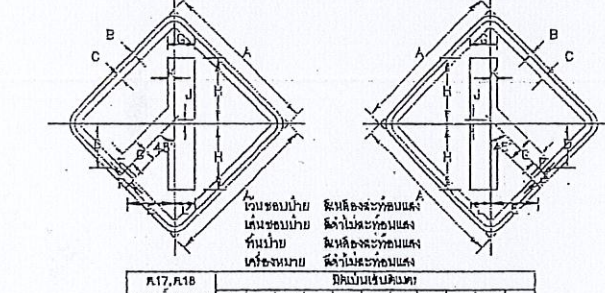 B
C
G
A
H
J
H
45
G
A
A
G
B
C
H
J
H
45
G
A
เว้นขอบป้าย สีเหลืองสะท้อนแสง
เส้นขอบป้าย สีดำไม่สะท้อนแสง
พื้นป้าย สีเหลืองสะท้อนแสง
เครื่องหมาย สีดำไม่สะท้อนแสง
ต.17, ต.18 มิติเป็นเซนติเมตร